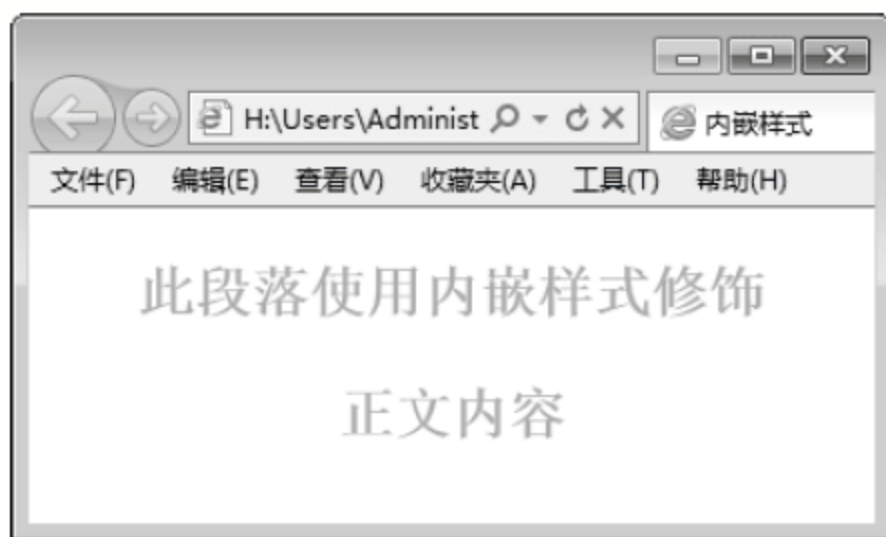 H:\Users\Administ
内嵌样式
文件(F) 编辑(E) 查看(V) 收藏夹(A) 工具(T) 帮助(H)
此段落使用内嵌样式修饰
正文内容